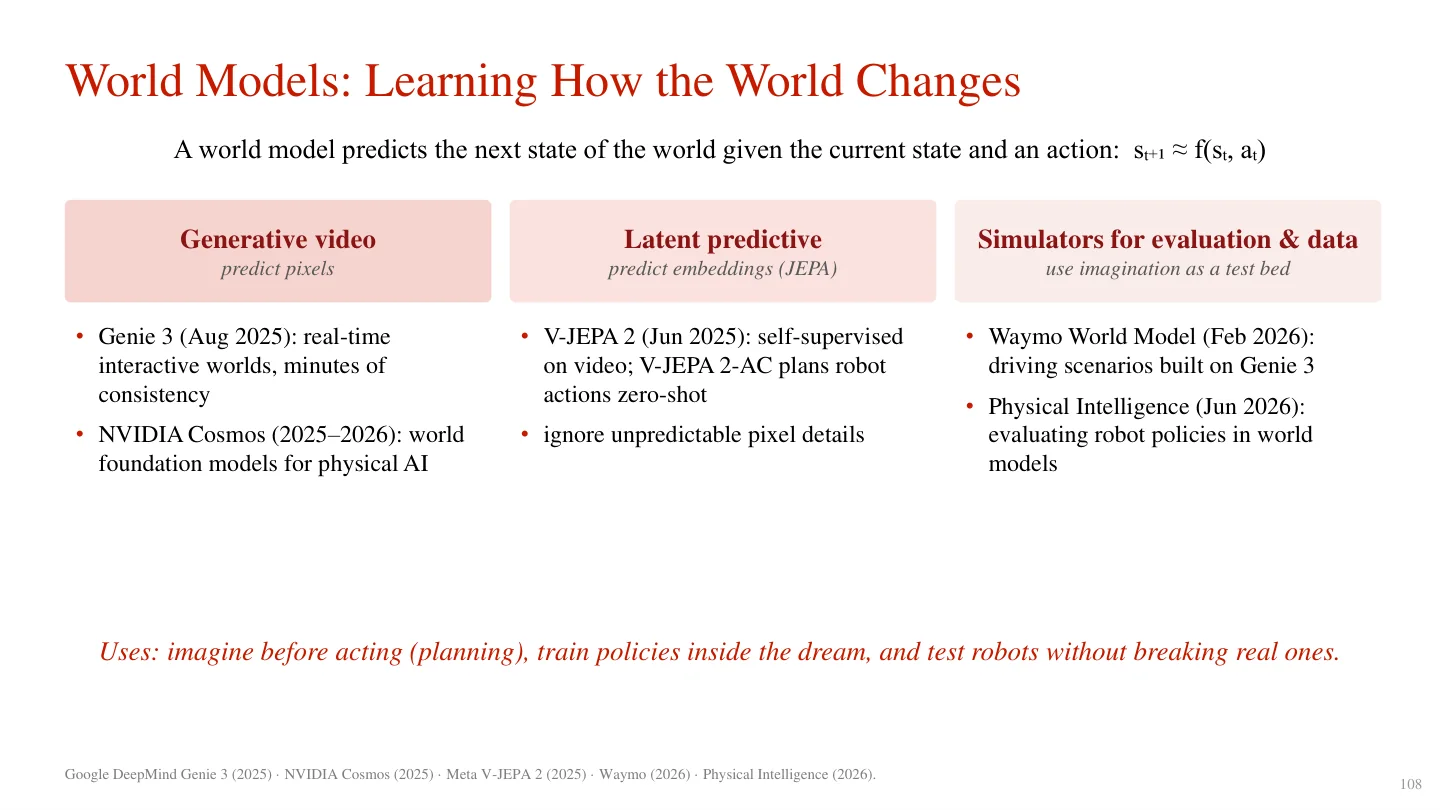 World Models: Learning How the World Changes
A world model predicts the next state of the world given the current state and an action: sₜ₊₁ ≈ f(sₜ, aₜ)
Generative video
predict pixels
• Genie 3 (Aug 2025): real-time
interactive worlds, minutes of
consistency
• NVIDIA Cosmos (2025–2026): world
foundation models for physical AI
Latent predictive
predict embeddings (JEPA)
• V-JEPA 2 (Jun 2025): self-supervised
on video; V-JEPA 2-AC plans robot
actions zero-shot
• ignore unpredictable pixel details
Simulators for evaluation & data
use imagination as a test bed
• Waymo World Model (Feb 2026):
driving scenarios built on Genie 3
• Physical Intelligence (Jun 2026):
evaluating robot policies in world
models
Uses: imagine before acting (planning), train policies inside the dream, and test robots without breaking real ones.
Google DeepMind Genie 3 (2025) · NVIDIA Cosmos (2025) · Meta V-JEPA 2 (2025) · Waymo (2026) · Physical Intelligence (2026).
108